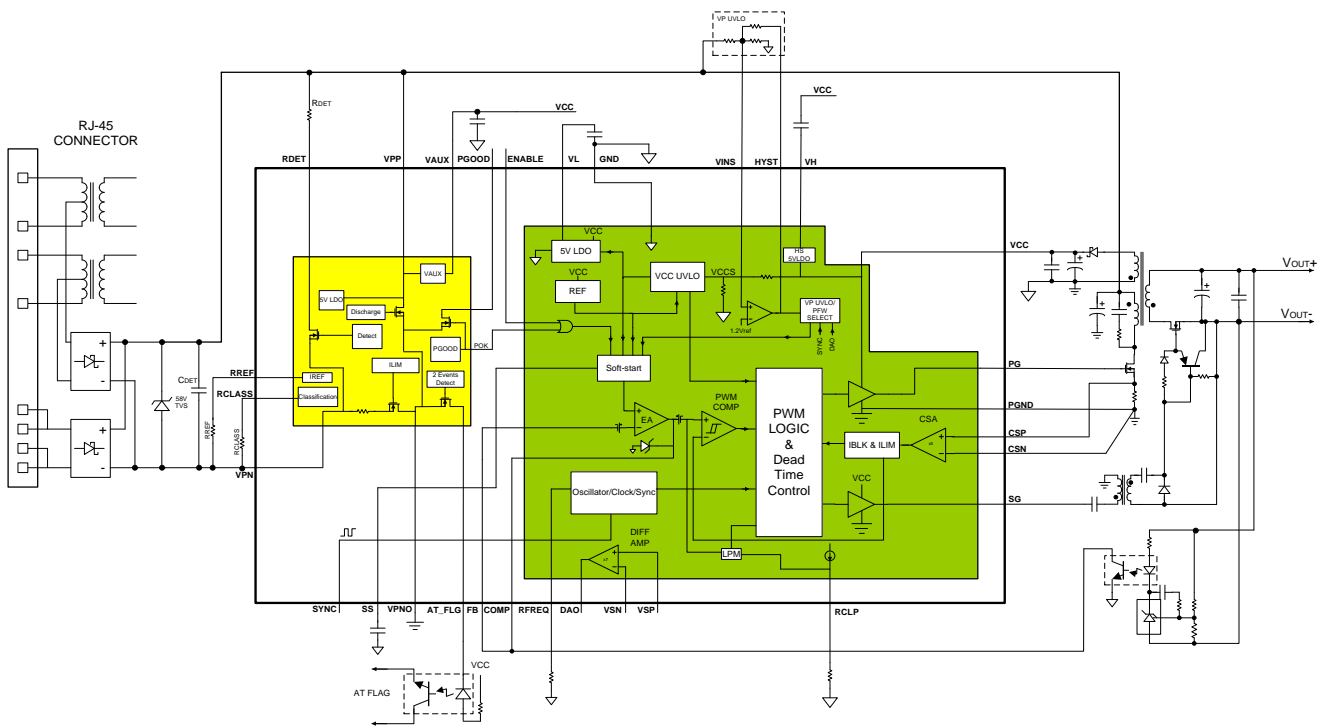 VP UVLO
RDET
VCC
VCC
RJ-45
CONNECTOR
RDET
VPP
VAUX
PGOOD
ENABLE
VL
GND
VINS
HYST
VH
VCC
5V LDO
VCC
VCC UVLO
VCCS
HS
5VLDO
VCC
REF
VAUX
5V LDO
Discharge
Detect
PGOOD
POK
1.2Vref
VP UVLO/
PFW
SELECT
SYNC
DAO
VOUT+
VOUT-
ILIM
IREF
2 Events
Detect
Classification
Soft-start
CDET
58V
TVS
RREF
RCLASS
RREF
RCLASS
VPN
PG
PGND
EA
PWM
COMP
PWM
LOGIC
&
Dead
Time
Control
IBLK & ILIM
CSA
CSP
CSN
Oscillator/Clock/Sync
VCC
SG
DIFF
AMP
LPM
SYNC
SS
VPNO
AT_FLG
FB
COMP
RFREQ
DAO
VSN
VSP
RCLP
VCC
AT FLAG